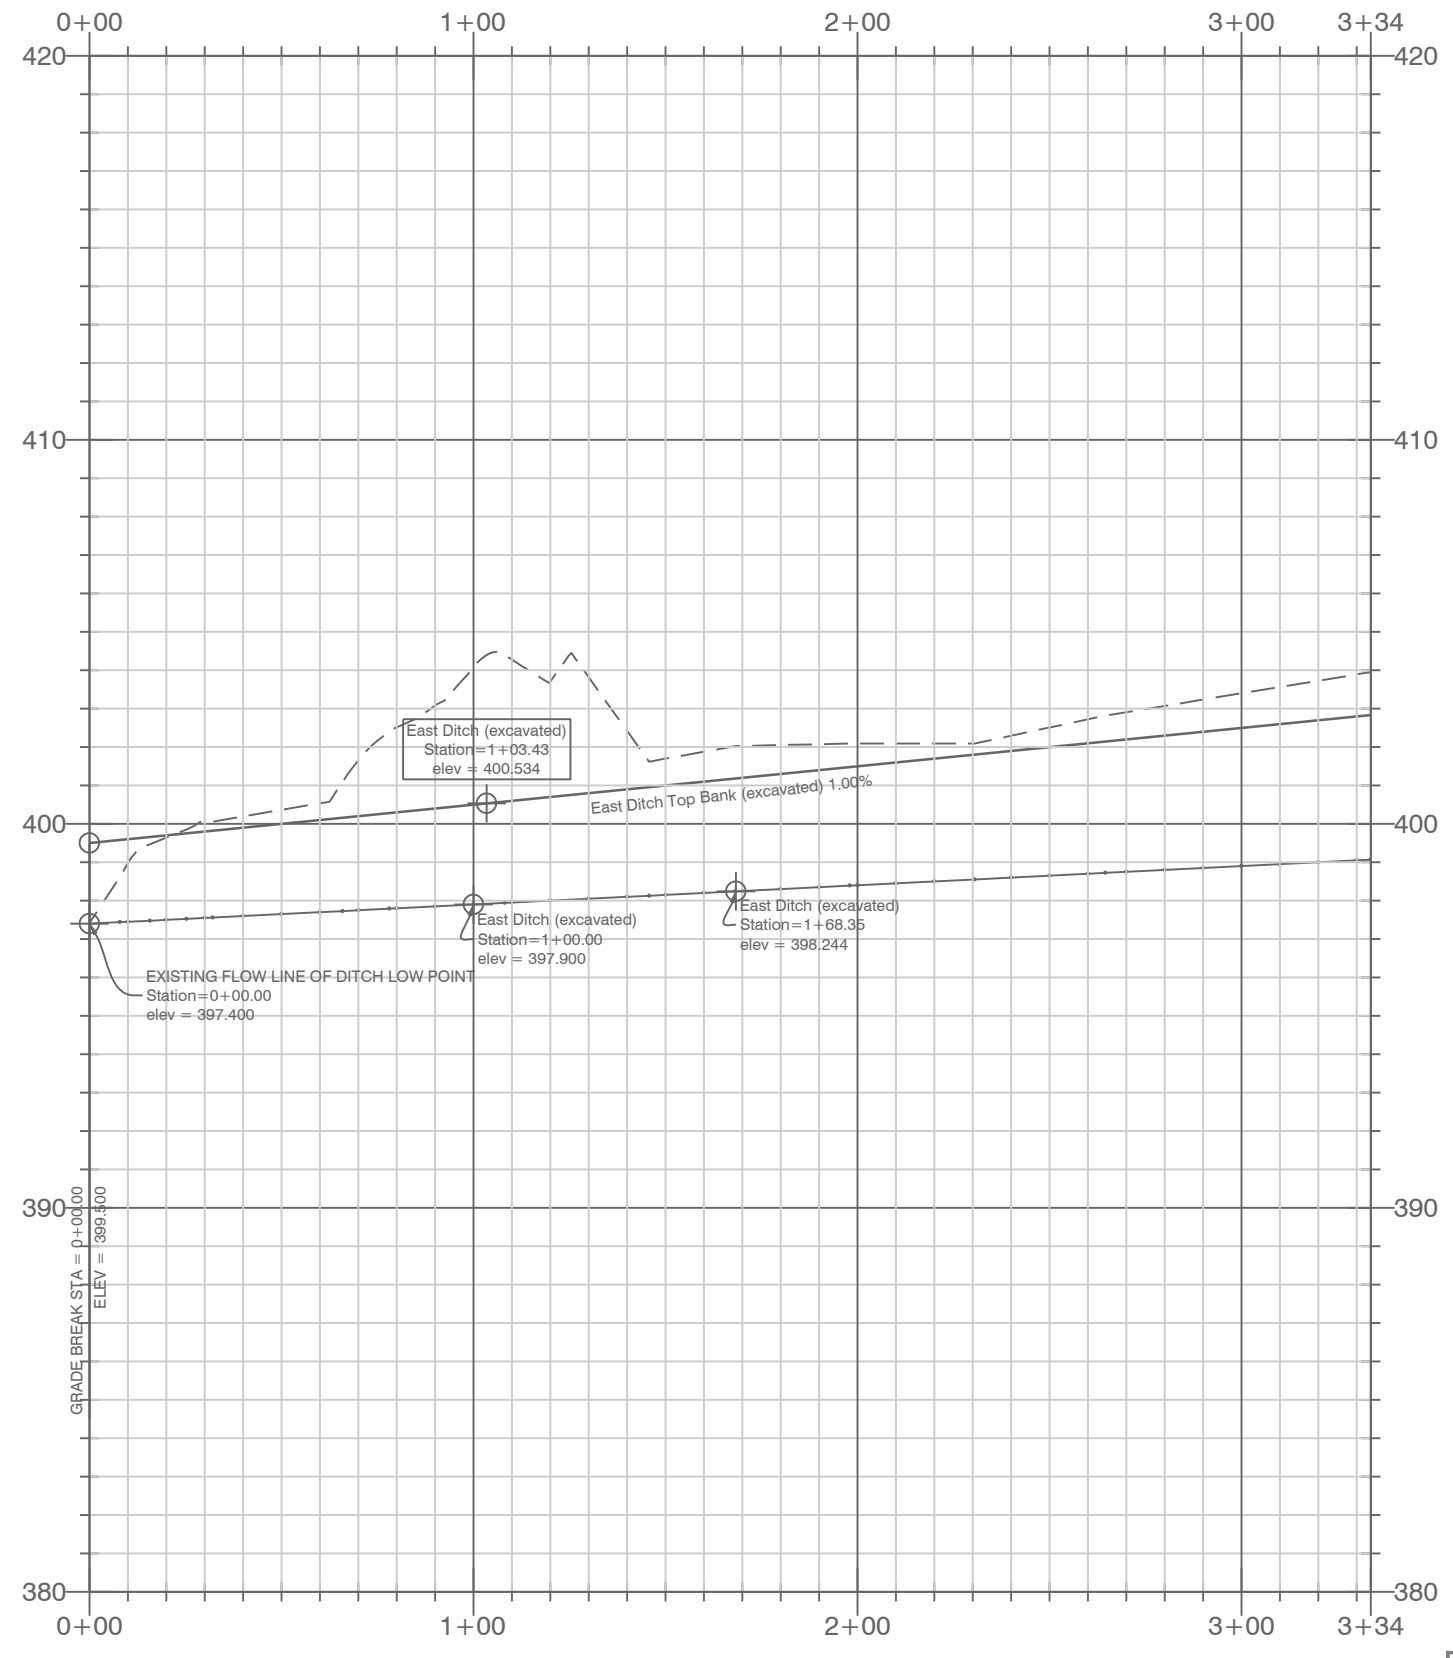 0+00 1+00 2+00 3+00 3+34
420 420
410 410
East Ditch (excavated)
Station=1+03.43
elev = 400.534
East Ditch Top Bank (excavated) 1.00%
400 400
East Ditch (excavated)
Station=1+68.35
elev = 398.244
East Ditch (excavated)
Station=1+00.00
elev = 397.900
EXISTING FLOW LINE OF DITCH LOW POINT
Station=0+00.00
elev = 397.400
390 390
GRADE BREAK STA = 0+00.00
ELEV = 399.500
380 380
0+00 1+00 2+00 3+00 3+34